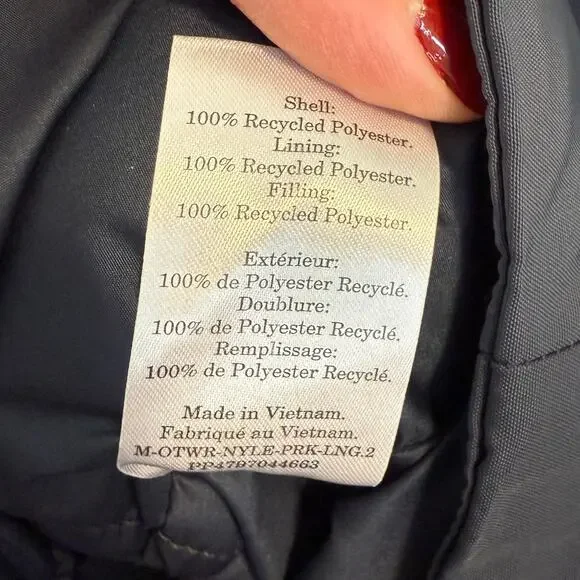 Shell:
100% Recycled Polyester.
Lining:
100% Recycled Polyester.
Filling:
100% Recycled Polyester.
Extérieur:
100% de Polyester Recyclé.
Doublure:
100% de Polyester Recyclé.
Remplissage:
100% de Polyester Recyclé.
Made in Vietnam.
Fabriqué au Vietnam.
M-OTWR-NYLE-PRK-LNG.2
PP4797044663